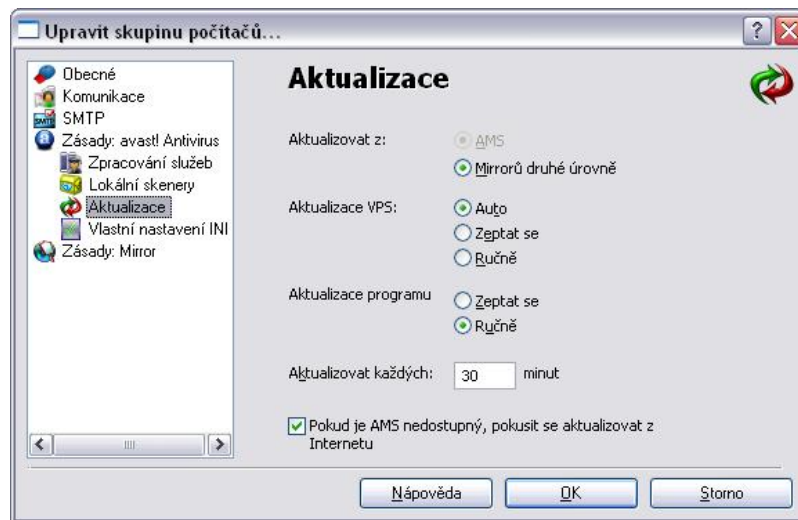 Upravit skupinu počítačů...
Obecné
Komunikace
SMTP
Zásady: avast! Antivirus
Zpracování služeb
Lokální skenery
Aktualizace
Vlastní nastavení INI
Zásady: Mirror
Aktualizace
Aktualizovat z:
AMS
Mirrorů druhé úrovně
Aktualizace VPS:
Auto
Zeptat se
Ručně
Aktualizace programu
Zeptat se
Ručně
Aktualizovat každých: 30 minut
Pokud je AMS nedostupný, pokusit se aktualizovat z
Internetu
Nápověda OK Storno